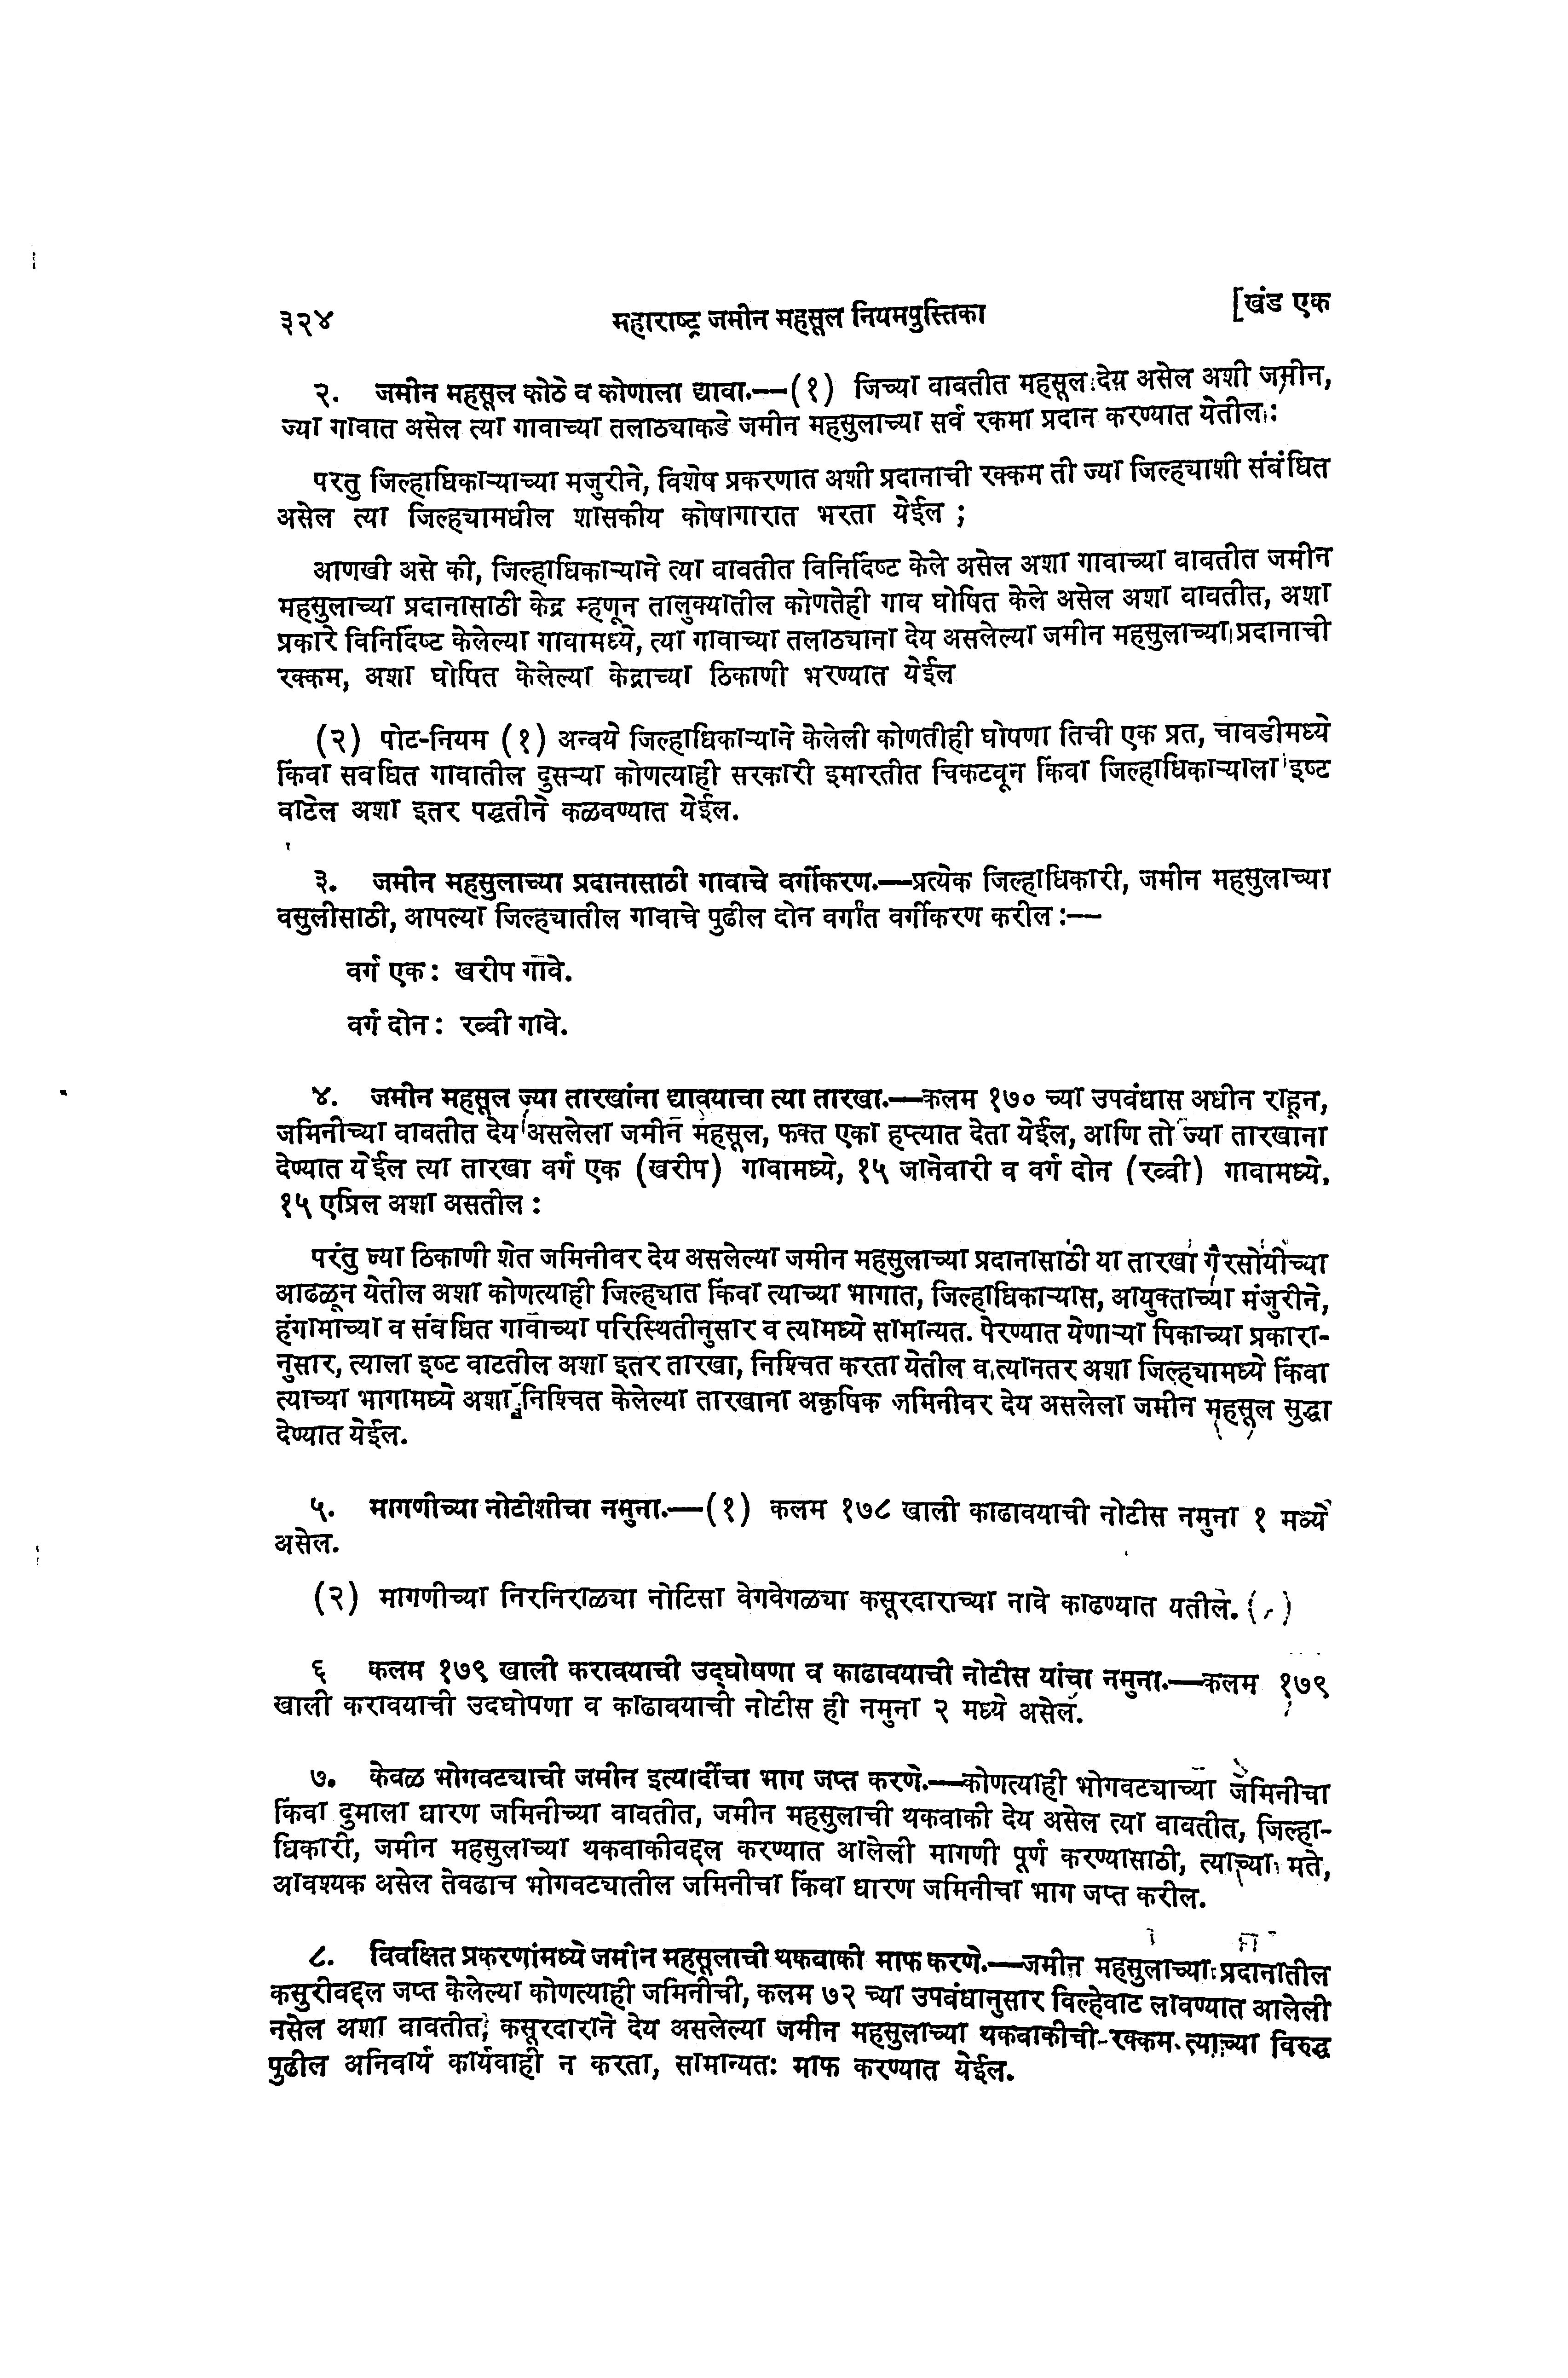 ३२४ महाराष्ट्र जमीन महसूल नियमपुस्तिका [खंड एक
२. जमीन महसूल कोठे व कोणाला द्यावा.—(१) जिच्या बाबतीत महसूल देय असेल अशी जमीन,
ज्या गावात असेल त्या गावाच्या तलाठ्याकडे जमीन महसुलाच्या सर्व रकमा प्रदान करण्यात येतील :
परतु जिल्हाधिकाऱ्याच्या मजुरीने, विशेष प्रकरणात अशी प्रदानाची रक्कम ती ज्या जिल्ह्याशी संबंधित
असेल त्या जिल्ह्यामधील शासकीय कोषागारात भरता येईल ;
आणखी असे की, जिल्हाधिकाऱ्याने त्या बाबतीत विनिर्दिष्ट केले असेल अशा गावाच्या बाबतीत जमीन
महसुलाच्या प्रदानासाठी केद्र म्हणून तालुक्यातील कोणतेही गाव घोषित केले असेल अशा बाबतीत, अशा
प्रकारे विनिर्दिष्ट केलेल्या गावामध्ये, त्या गावाच्या तलाठ्याना देय असलेल्या जमीन महसुलाच्या प्रदानाची
रक्कम, अशा घोषित केलेल्या केद्राच्या ठिकाणी भरण्यात येईल
(२) पोट-नियम (१) अन्वये जिल्हाधिकाऱ्याने केलेली कोणतीही घोषणा तिची एक प्रत, चावडीमध्ये
किंवा सबधित गावातील दुसऱ्या कोणत्याही सरकारी इमारतीत चिकटवून किंवा जिल्हाधिकाऱ्याला इष्ट
वाटेल अशा इतर पद्धतीने कळवण्यात येईल.
३. जमीन महसुलाच्या प्रदानासाठी गावाचे वर्गीकरण.—प्रत्येक जिल्हाधिकारी, जमीन महसुलाच्या
वसुलीसाठी, आपल्या जिल्ह्यातील गावाचे पुढील दोन वर्गांत वर्गीकरण करील :—
वर्ग एक : खरीप गावे.
वर्ग दोन : रब्बी गावे.
४. जमीन महसूल ज्या तारखांना द्यावयाचा त्या तारखा.—कलम १७० च्या उपबंधास अधीन राहून,
जमिनीच्या बाबतीत देय असलेला जमीन महसूल, फक्त एका हप्त्यात देता येईल, आणि तो ज्या तारखाना
देण्यात येईल त्या तारखा वर्ग एक (खरीप) गावामध्ये, १५ जानेवारी व वर्ग दोन (रब्बी) गावामध्ये,
१५ एप्रिल अशा असतील :
परंतु ज्या ठिकाणी शेत जमिनीवर देय असलेल्या जमीन महसुलाच्या प्रदानासाठी या तारखा गैरसोयीच्या
आढळून येतील अशा कोणत्याही जिल्ह्यात किंवा त्याच्या भागात, जिल्हाधिकाऱ्यास, आयुक्ताच्या मंजुरीने,
हंगामाच्या व संबधित गावाच्या परिस्थितीनुसार व त्यामध्ये सामान्यत. पेरण्यात येणाऱ्या पिकाच्या प्रकारा-
नुसार, त्याला इष्ट वाटतील अशा इतर तारखा, निश्चित करता येतील व त्यानतर अशा जिल्ह्यामध्ये किंवा
त्याच्या भागामध्ये अशा निश्चित केलेल्या तारखाना अकृषिक जमिनीवर देय असलेला जमीन महसूल सुद्धा
देण्यात येईल.
५. मागणीच्या नोटीशीचा नमुना.—(१) कलम १७८ खाली काढावयाची नोटीस नमुना १ मध्ये
असेल.
(२) मागणीच्या निरनिराळ्या नोटिसा वेगवेगळ्या कसूरदाराच्या नावे काढण्यात यतील.
६ कलम १७९ खाली करावयाची उद्‌घोषणा व काढावयाची नोटीस यांचा नमुना.—कलम १७९
खाली करावयाची उदघोषणा व काढावयाची नोटीस ही नमुना २ मध्ये असेल.
७. केवळ भोगवट्याची जमीन इत्यादींचा भाग जप्त करणे.—कोणत्याही भोगवट्याच्या जमिनीचा
किंवा दुमाला धारण जमिनीच्या बाबतीत, जमीन महसुलाची थकबाकी देय असेल त्या बाबतीत, जिल्हा-
धिकारी, जमीन महसुलाच्या थकबाकीबद्दल करण्यात आलेली मागणी पूर्ण करण्यासाठी, त्याच्या मते,
आवश्यक असेल तेवढाच भोगवट्यातील जमिनीचा किंवा धारण जमिनीचा भाग जप्त करील.
८. विवक्षित प्रकरणांमध्ये जमीन महसूलाची थकबाकी माफ करणे.—जमीन महसुलाच्या प्रदानातील
कसुरीबद्दल जप्त केलेल्या कोणत्याही जमिनीची, कलम ७२ च्या उपबंधानुसार विल्हेवाट लावण्यात आलेली
नसेल अशा बाबतीत, कसूरदाराने देय असलेल्या जमीन महसुलाच्या थकबाकीची रक्कम त्याच्या विरुद्ध
पुढील अनिवार्य कार्यवाही न करता, सामान्यतः माफ करण्यात येईल.